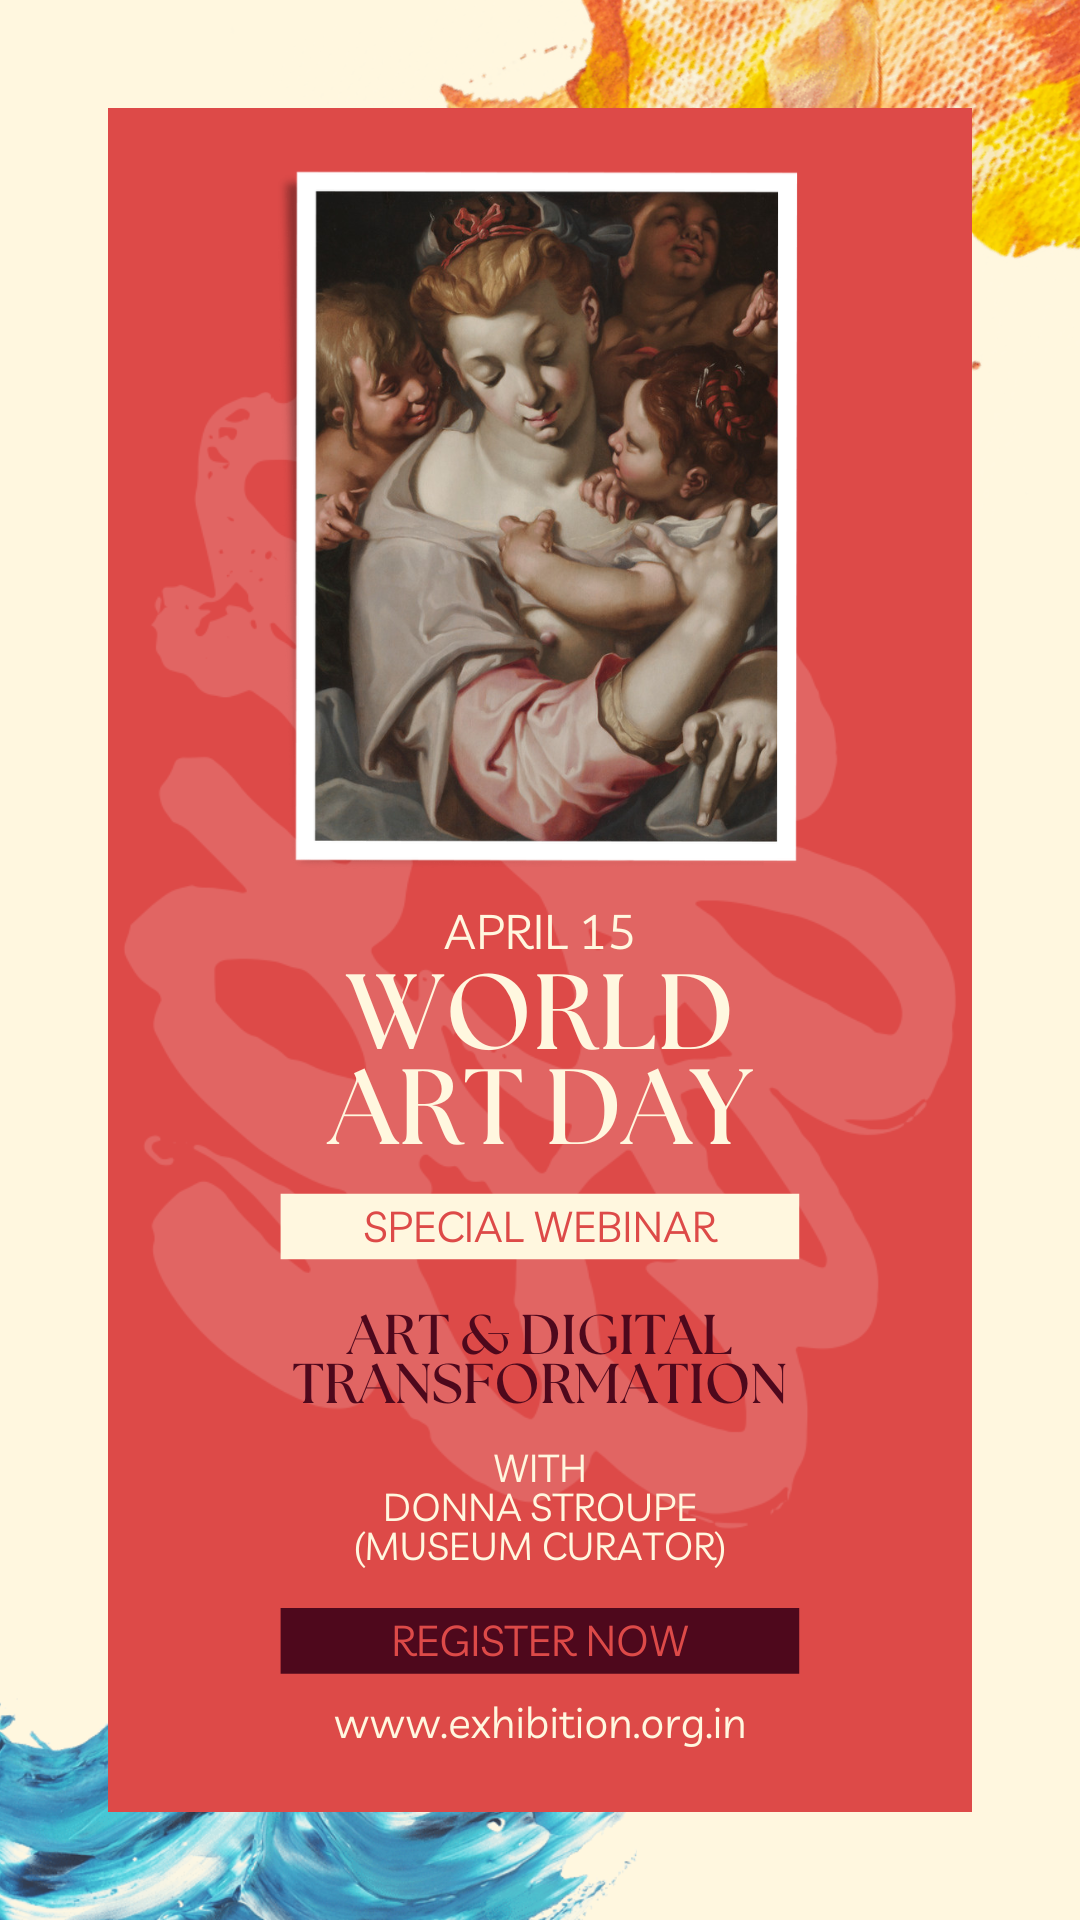 APRIL 15
WORLD
ART DAY
SPECIAL WEBINAR
ART & DIGITAL
TRANSFORMATION
WITH
DONNA STROUPE
(MUSEUM CURATOR)
REGISTER NOW
www.exhibition.org.in